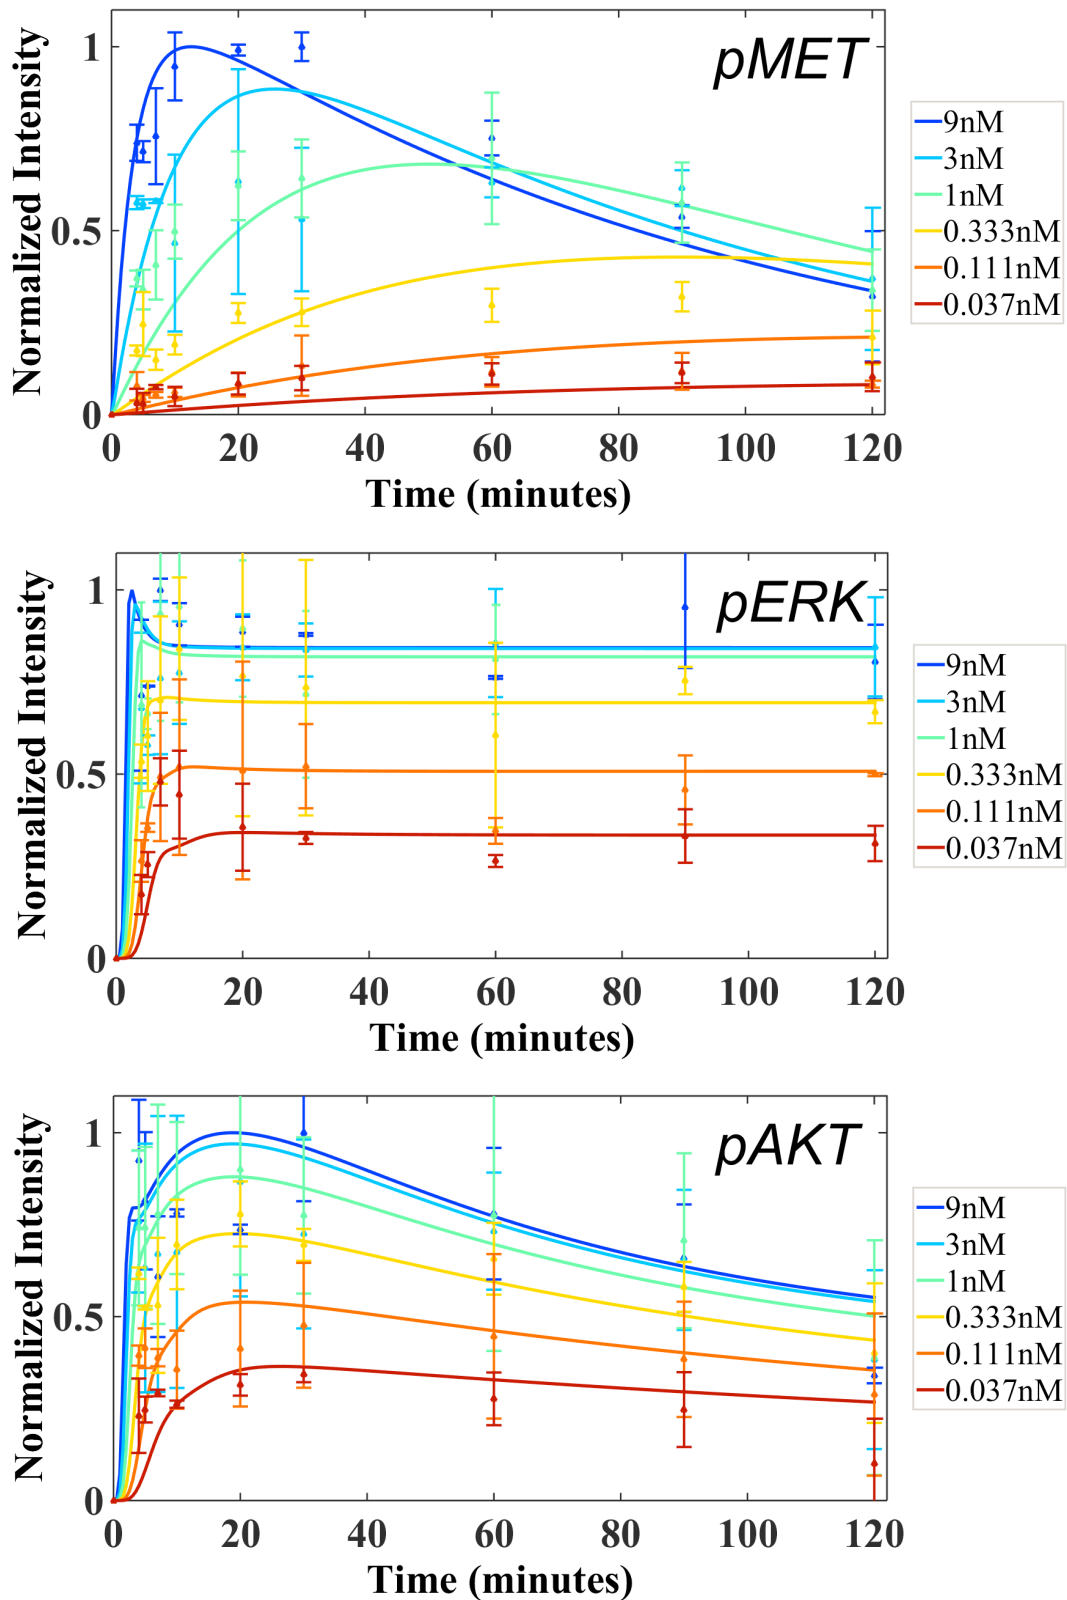 pMET
Normalized Intensity
1
0.5
0
0 20 40 60 80 100 120
Time (minutes)
9nM
3nM
1nM
0.333nM
0.111nM
0.037nM
pERK
Normalized Intensity
1
0.5
0
0 20 40 60 80 100 120
Time (minutes)
9nM
3nM
1nM
0.333nM
0.111nM
0.037nM
pAKT
Normalized Intensity
1
0.5
0
0 20 40 60 80 100 120
Time (minutes)
9nM
3nM
1nM
0.333nM
0.111nM
0.037nM